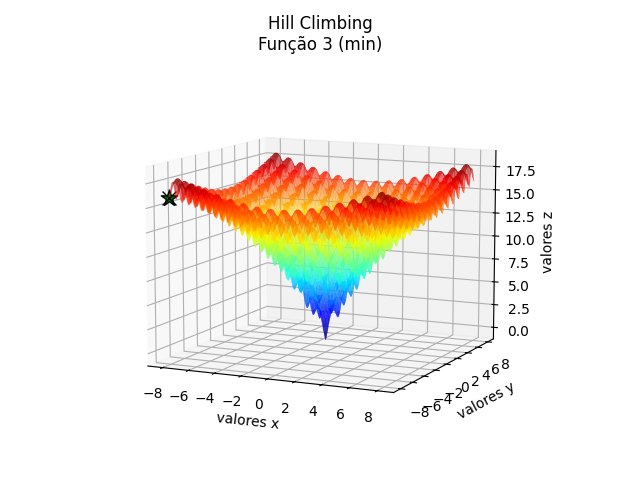 Hill Climbing
Função 3 (min)
17.5
15.0
12.5
10.0
7.5
5.0
2.5
0.0
valores z
−8 −6 −4 −2 0 2 4 6 8
valores x
−8 −6 −4 −2 0 2 4 6 8
valores y